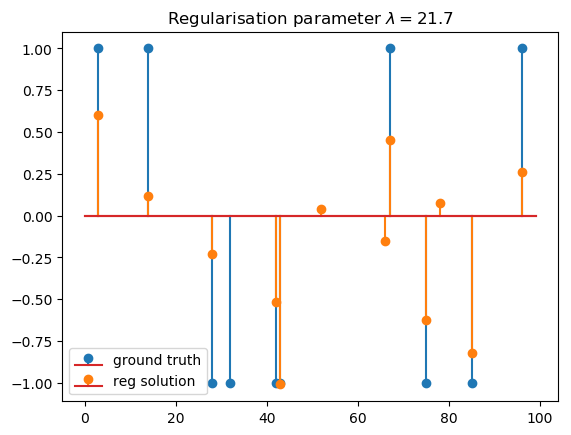 Regularisation parameter λ = 21.7
1.00
0.75
0.50
0.25
0.00
−0.25
−0.50
−0.75
−1.00
ground truth
reg solution
0 20 40 60 80 100